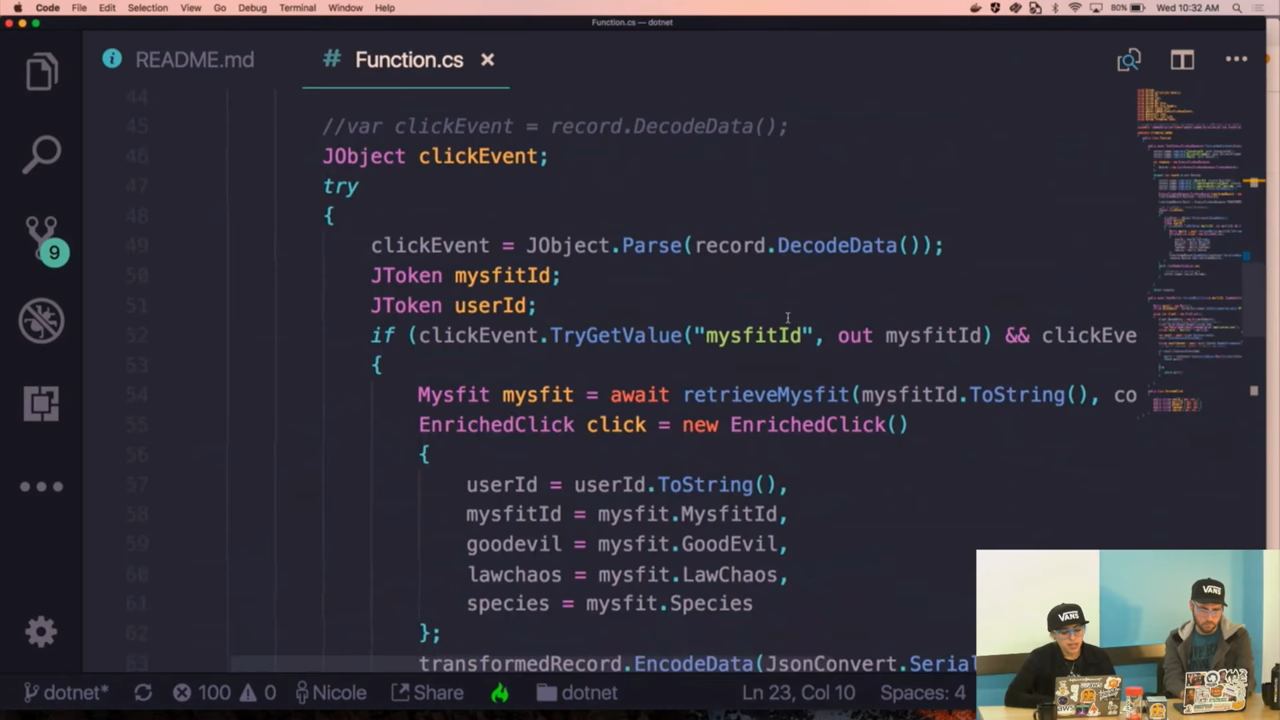 Code File Edit Selection View Go Debug Terminal Window Help 80% Wed 10:32 AM
Function.cs — dotnet
README.md # Function.cs ×
44
45 //var clickEvent = record.DecodeData();
46 JObject clickEvent;
47 try
48 {
49 clickEvent = JObject.Parse(record.DecodeData());
50 JToken mysfitId;
51 JToken userId;
52 if (clickEvent.TryGetValue("mysfitId", out mysfitId) && clickEve
53 {
54 Mysfit mysfit = await retrieveMysfit(mysfitId.ToString(), co
55 EnrichedClick click = new EnrichedClick()
56 {
57 userId = userId.ToString(),
58 mysfitId = mysfit.MysfitId,
59 goodevil = mysfit.GoodEvil,
60 lawchaos = mysfit.LawChaos,
61 species = mysfit.Species
62 };
63 transformedRecord.EncodeData(JsonConvert.Serial
9
dotnet* 100 0 Nicole Share dotnet Ln 23, Col 10 Spaces: 4
VANS
VANS